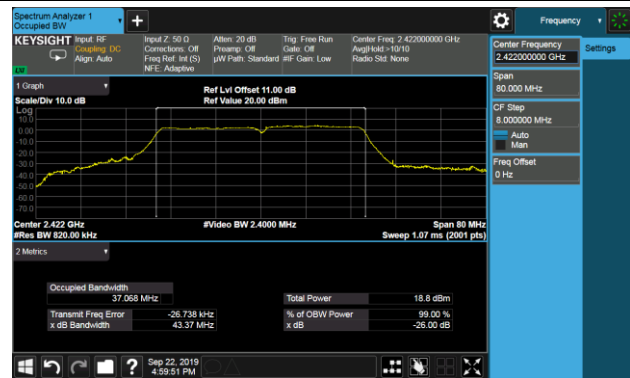 Spectrum Analyzer 1
Occupied BW
+
Frequency
KEYSIGHT
Input: RF
Coupling: DC
Align: Auto
Input Z: 50 Ω
Corrections: Off
Freq Ref: Int (S)
NFE: Adaptive
Atten: 20 dB
Preamp: Off
µW Path: Standard
Trig: Free Run
Gate: Off
#IF Gain: Low
Center Freq: 2.422000000 GHz
Avg|Hold:>10/10
Radio Std: None
LW
Center Frequency
2.422000000 GHz
Settings
Span
80.000 MHz
CF Step
8.000000 MHz
Auto
Man
Freq Offset
0 Hz
1 Graph
Scale/Div 10.0 dB
Ref Lvl Offset 11.00 dB
Ref Value 20.00 dBm
Log
10.0
0.00
-10.0
-20.0
-30.0
-40.0
-50.0
-60.0
-70.0
Center 2.422 GHz
#Res BW 820.00 kHz
#Video BW 2.4000 MHz
Span 80 MHz
Sweep 1.07 ms (2001 pts)
2 Metrics
Occupied Bandwidth
37.068 MHz
Total Power 18.8 dBm
Transmit Freq Error -26.738 kHz
% of OBW Power 99.00 %
x dB Bandwidth 43.37 MHz
x dB -26.00 dB
?
Sep 22, 2019
4:59:51 PM